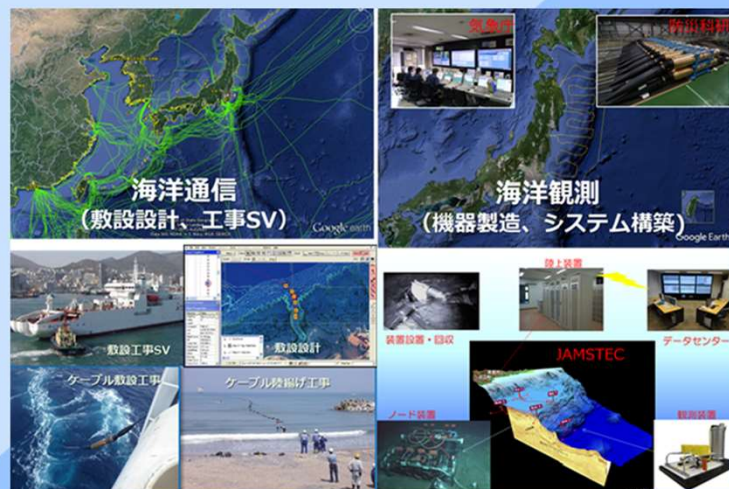 海洋通信
(敷設設計、工事SV)
Google earth
気象庁
防災科研
海洋観測
(機器製造、システム構築)
Google Earth
敷設工事SV
敷設設計
ケーブル敷設工事
ケーブル陸揚げ工事
陸上装置
装置設置・回収
データセンター
JAMSTEC
ノード装置
観測装置